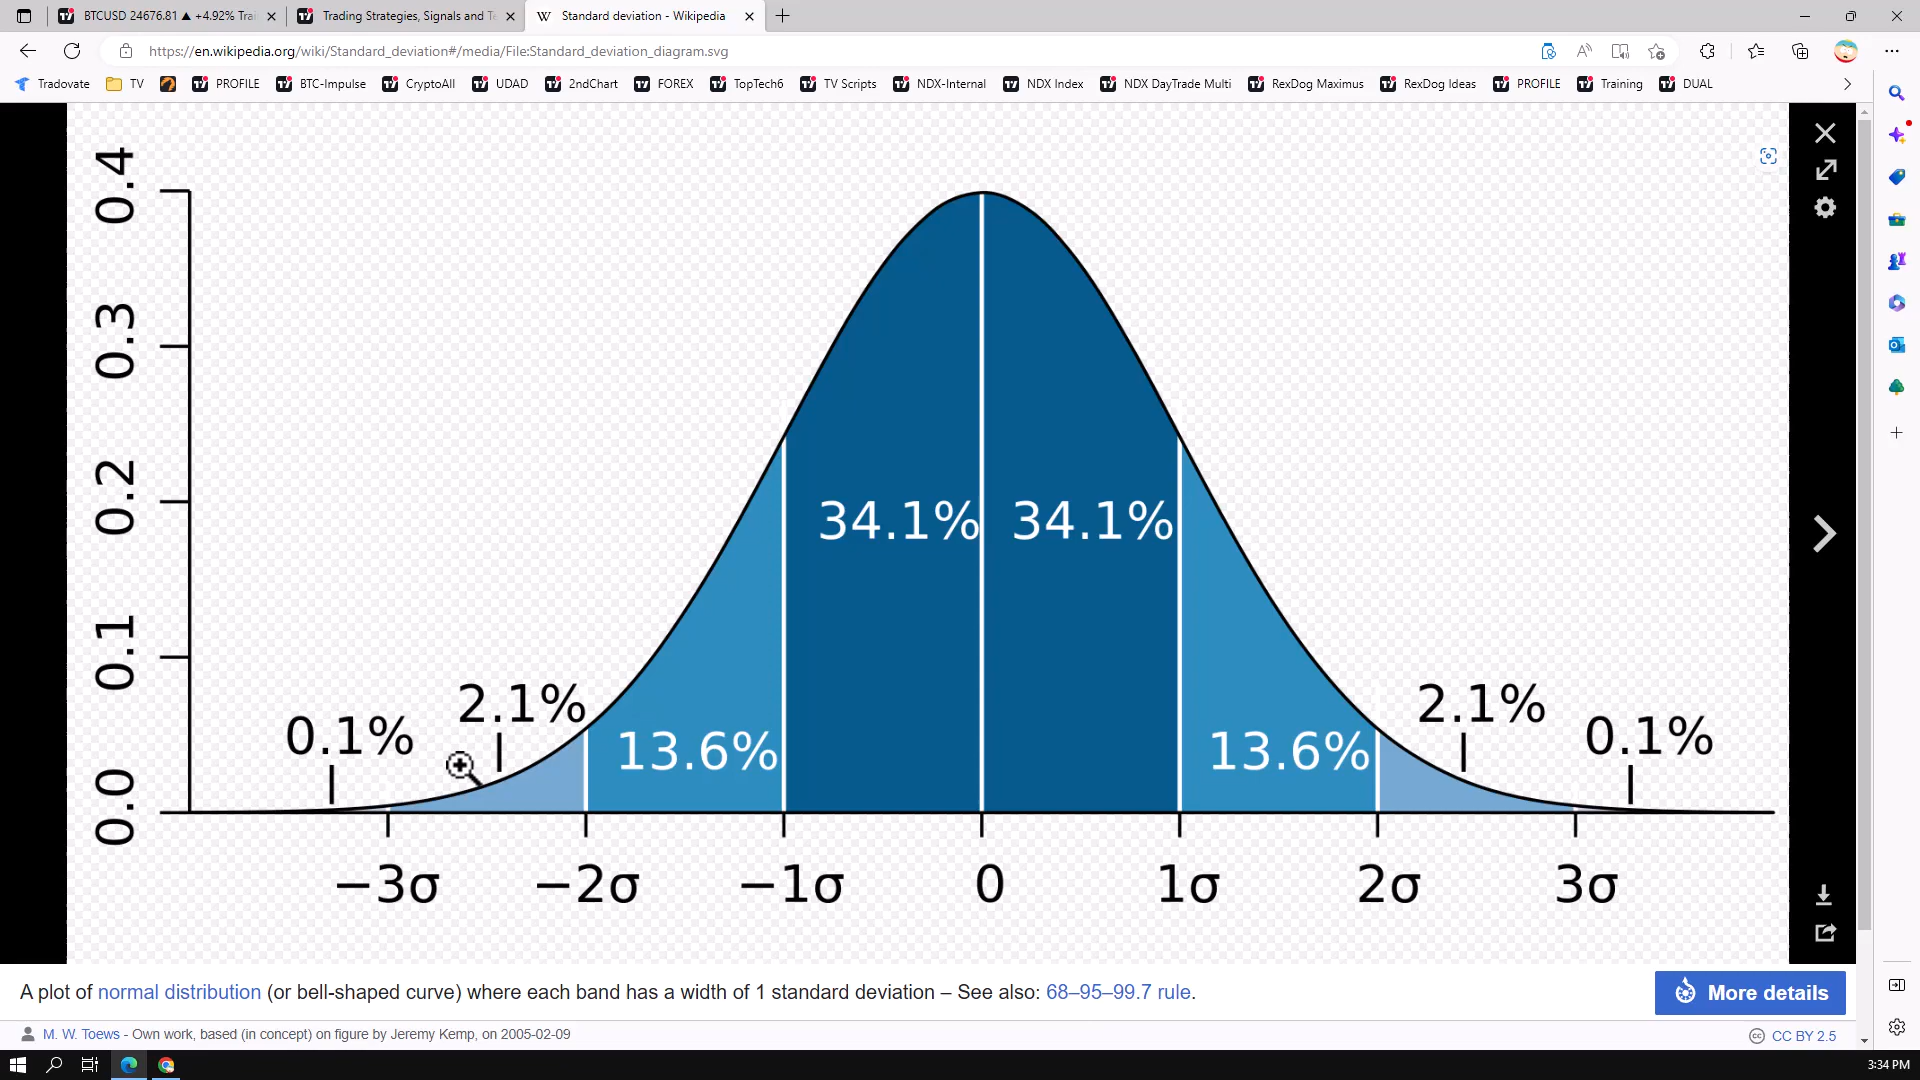 BTCUSD 24676.81 ▲ +4.92% Tra
Trading Strategies, Signals and Te
Standard deviation - Wikipedia
https://en.wikipedia.org/wiki/Standard_deviation#/media/File:Standard_deviation_diagram.svg
Tradovate TV PROFILE BTC-Impulse CryptoAll UDAD 2ndChart FOREX TopTech6 TV Scripts NDX-Internal NDX Index NDX DayTrade Multi RexDog Maximus RexDog Ideas PROFILE Training DUAL
0.4
0.3
0.2
0.1
0.0
34.1% 34.1%
2.1% 2.1%
0.1% 0.1%
13.6% 13.6%
−3σ −2σ −1σ 0 1σ 2σ 3σ
A plot of normal distribution (or bell-shaped curve) where each band has a width of 1 standard deviation – See also: 68–95–99.7 rule.
More details
M. W. Toews - Own work, based (in concept) on figure by Jeremy Kemp, on 2005-02-09
CC BY 2.5
3:34 PM